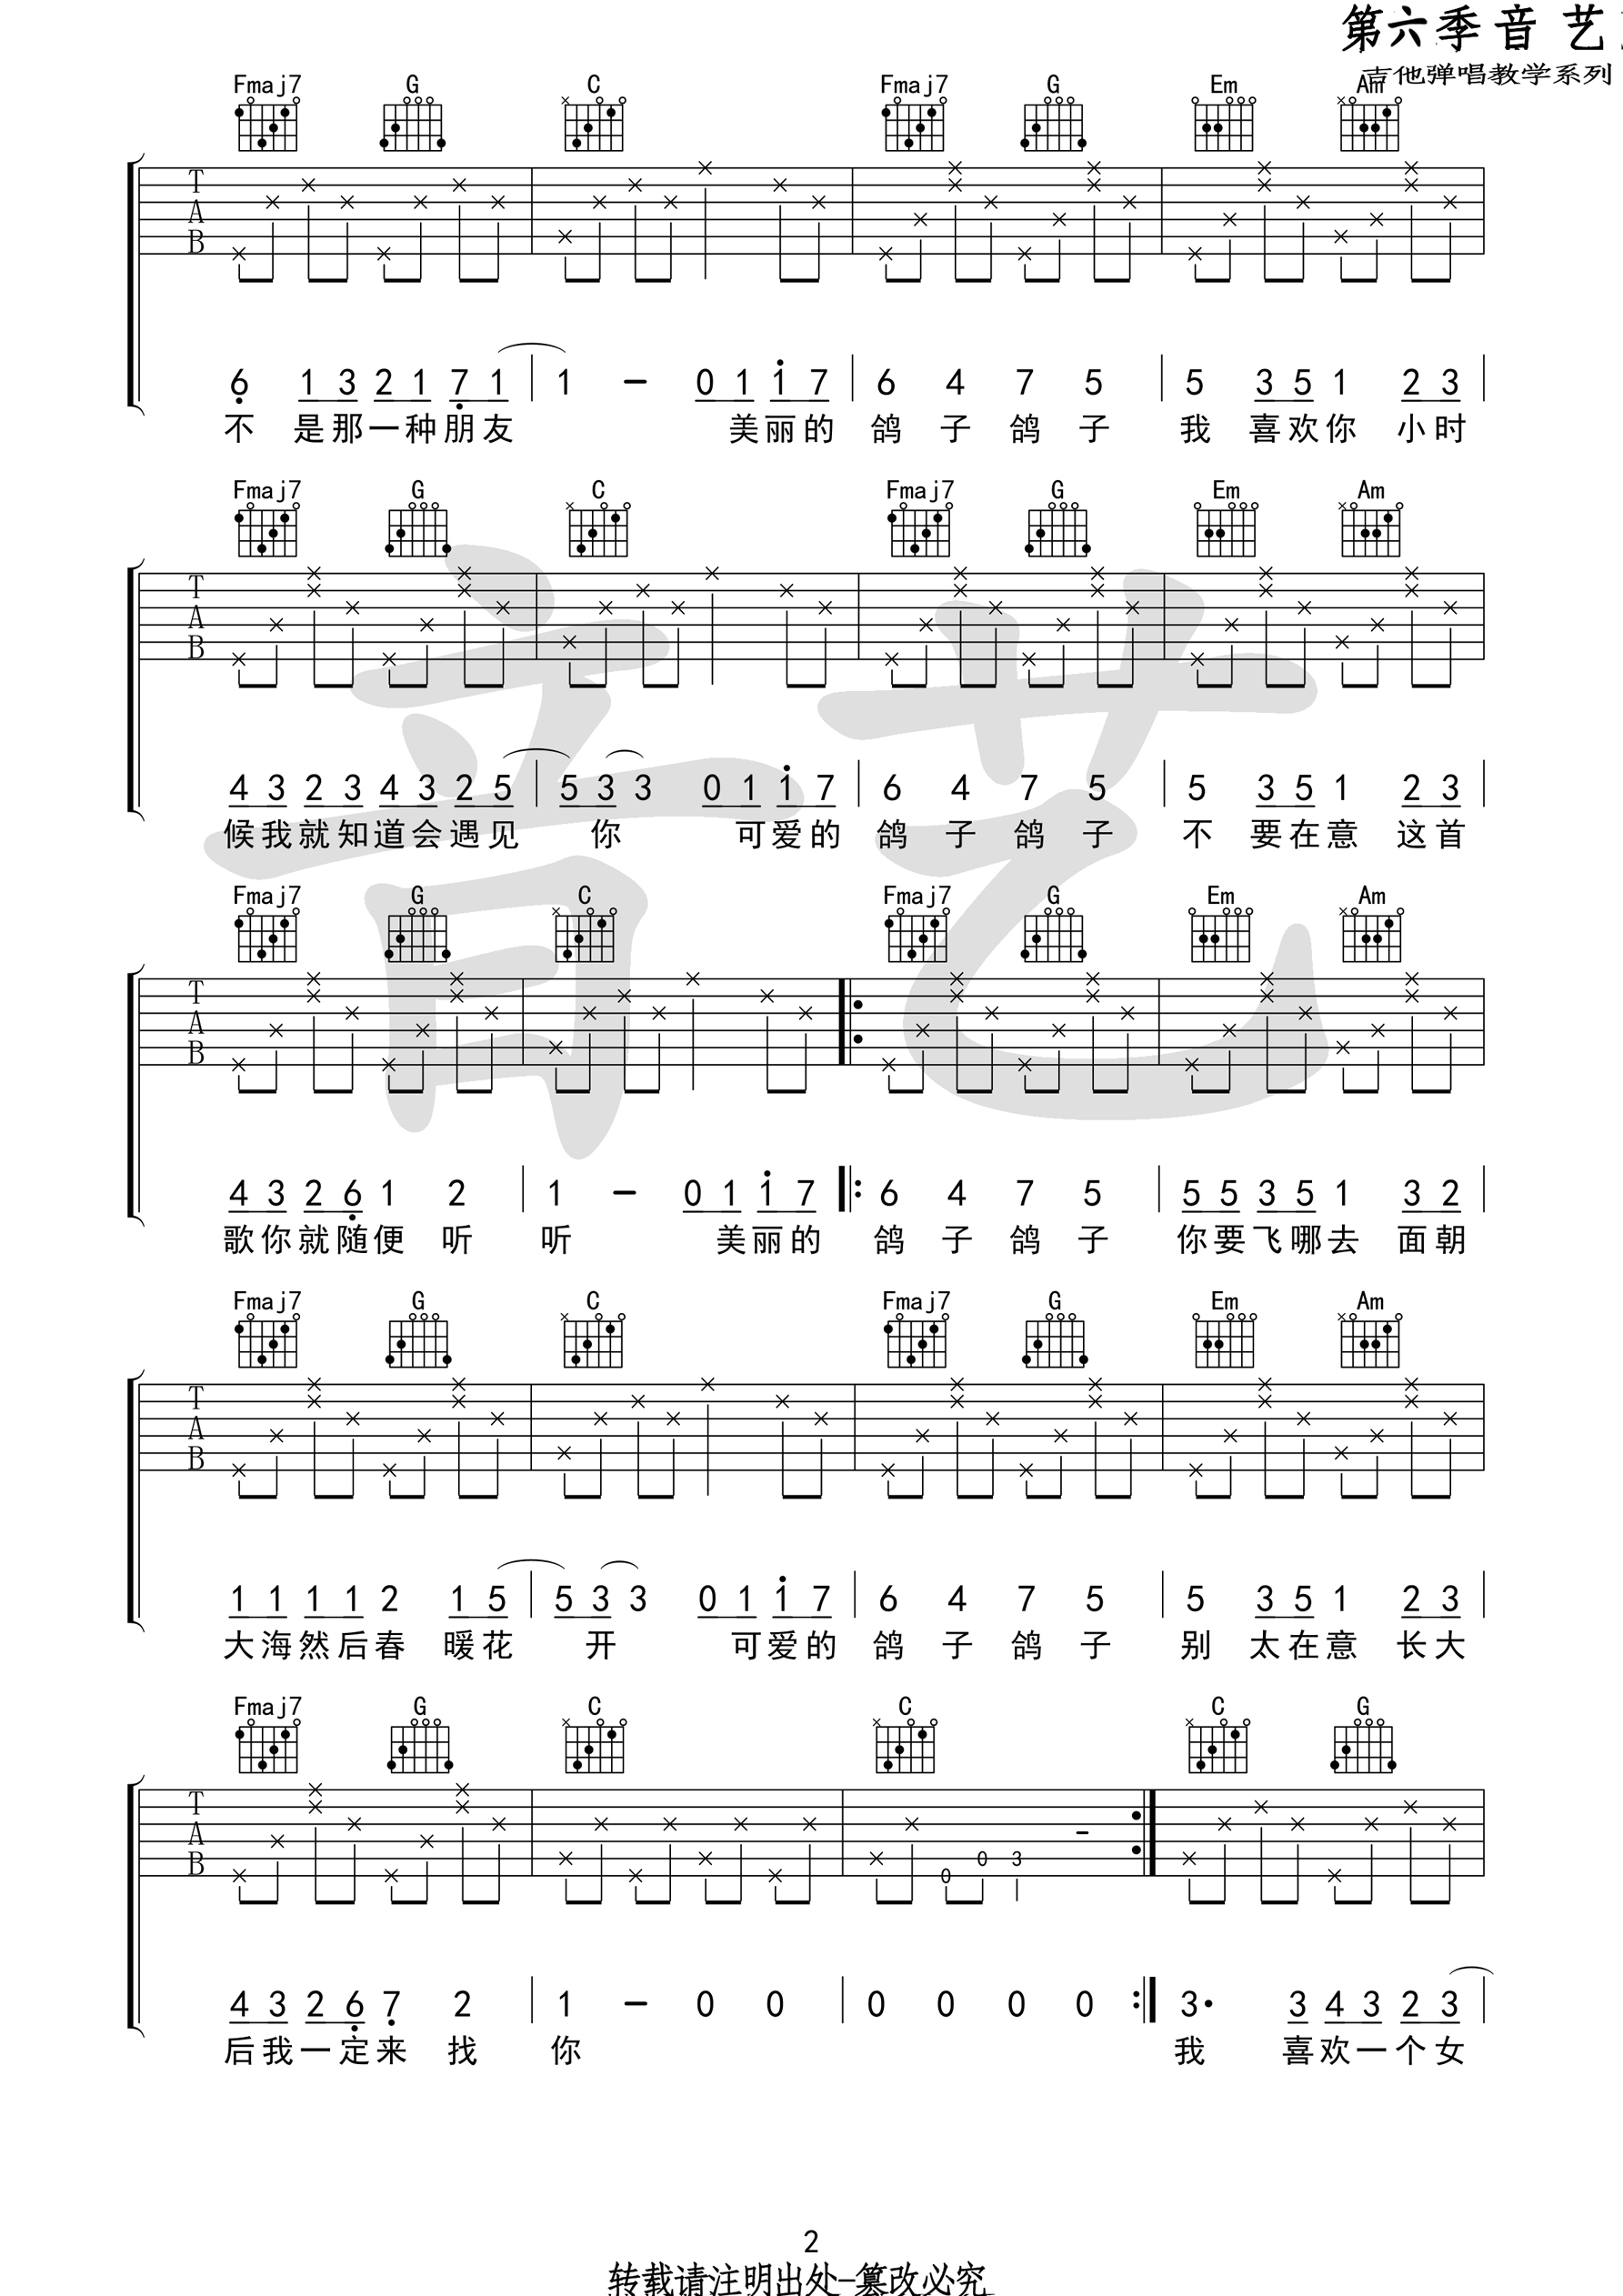 第六季音 艺
吉他弹唱教学系列
Fmaj7 G C Fmaj7 G Em Am
T
A
B
6 1 3 2 1 7 1 | 1 - 0 1 1 7 | 6 4 7 5 | 5 3 5 1 2 3 |
不 是那一种朋友 美丽的 鸽 子 鸽 子 我 喜欢你 小时
Fmaj7 G C Fmaj7 G Em Am
T
A
B
4 3 2 3 4 3 2 5 | 5 3 3 0 1 1 7 | 6 4 7 5 | 5 3 5 1 2 3 |
候我就知道会遇见 你 可爱的 鸽 子 鸽 子 不 要在意 这首
Fmaj7 G C Fmaj7 G Em Am
T
A
B
4 3 2 6 1 2 | 1 - 0 1 1 7 |: 6 4 7 5 | 5 5 3 5 1 3 2 |
歌你就随便 听 听 美丽的 鸽 子 鸽 子 你要飞哪去 面朝
Fmaj7 G C Fmaj7 G Em Am
T
A
B
1 1 1 1 2 1 5 | 5 3 3 0 1 1 7 | 6 4 7 5 | 5 3 5 1 2 3 |
大海然后春 暖花 开 可爱的 鸽 子 鸽 子 别 太在意 长大
Fmaj7 G C C C G
T
A
B
0 0 3
4 3 2 6 7 2 | 1 - 0 0 | 0 0 0 0 :| 3· 3 4 3 2 3 |
后我一定来 找 你 我 喜欢一个女
音艺
2
转载请注明出处-篡改必究